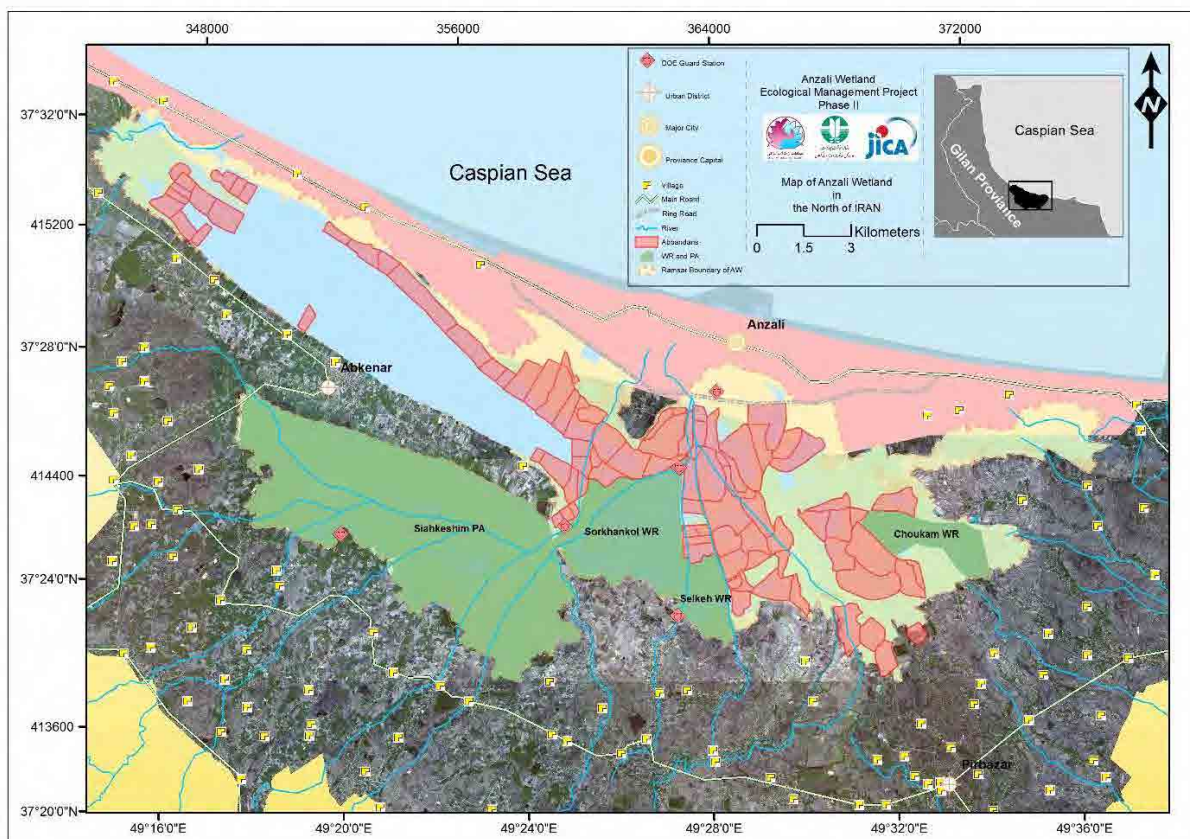 348000
356000
364000
372000
37°32'0"N
415200
37°28'0"N
414400
37°24'0"N
413600
37°20'0"N
49°16'0"E
49°20'0"E
49°24'0"E
49°28'0"E
49°32'0"E
49°36'0"E
DOE Guard Station
Urban District
Major City
Proviance Capital
Village
Main Roard
Ring Road
River
Abbandans
WR and PA
Ramsar Boundary of AW
Anzali Wetland
Ecological Management Project
Phase II
jICA
Map of Anzali Wetland
in
the North of IRAN
0 1.5 3 Kilometers
Caspian Sea
Gilan Proviance
N
Caspian Sea
Anzali
Abkenar
Siahkeshim PA
Sorkhankol WR
Choukam WR
Selkeh WR
Pirbazar